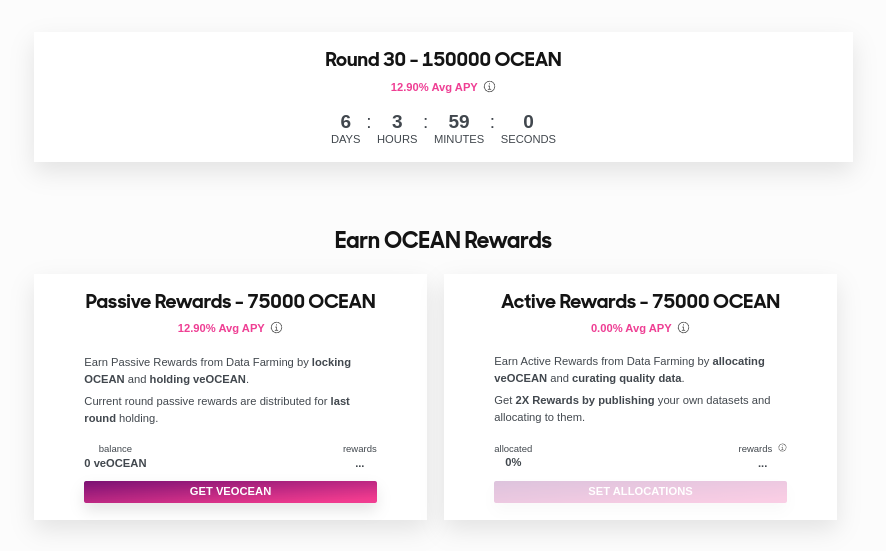 Round 30 - 150000 OCEAN
12.90% Avg APY
6 : 3 : 59 : 0
DAYS HOURS MINUTES SECONDS
Earn OCEAN Rewards
Passive Rewards - 75000 OCEAN
12.90% Avg APY
Earn Passive Rewards from Data Farming by locking
OCEAN and holding veOCEAN.
Current round passive rewards are distributed for last
round holding.
balance rewards
0 veOCEAN ...
GET VEOCEAN
Active Rewards - 75000 OCEAN
0.00% Avg APY
Earn Active Rewards from Data Farming by allocating
veOCEAN and curating quality data.
Get 2X Rewards by publishing your own datasets and
allocating to them.
allocated rewards
0% ...
SET ALLOCATIONS